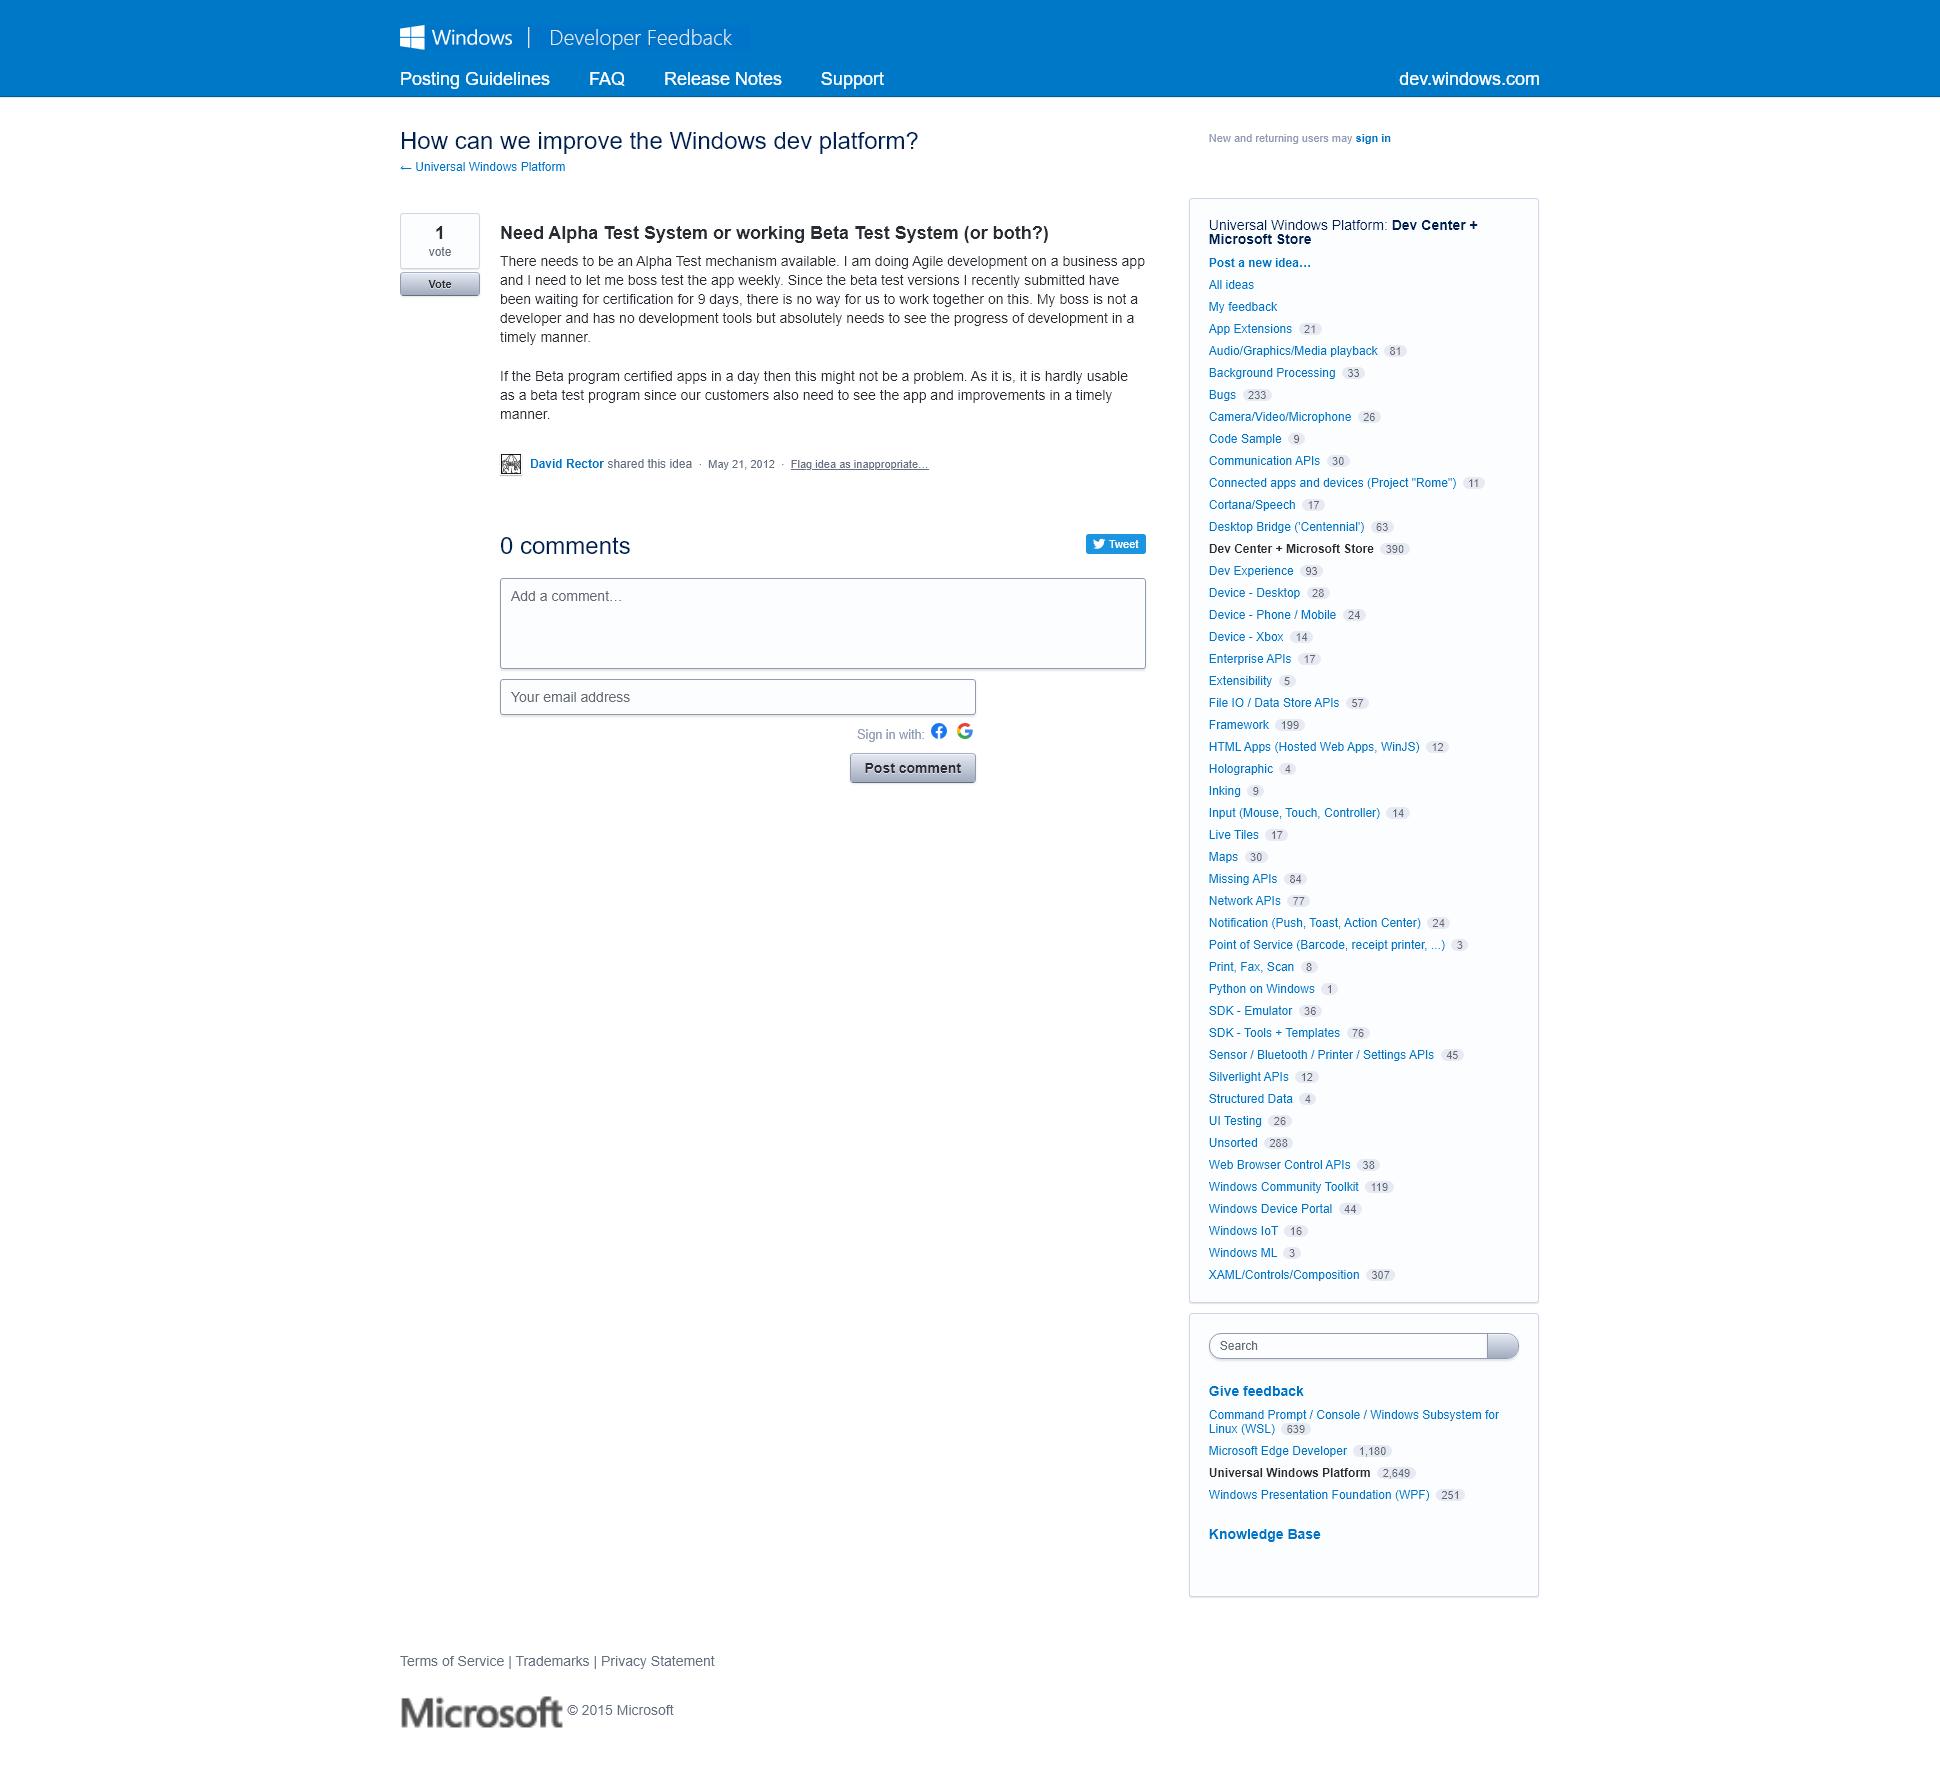 Windows | Developer Feedback
Posting Guidelines FAQ Release Notes Support dev.windows.com
How can we improve the Windows dev platform?
← Universal Windows Platform
New and returning users may sign in
1
vote
Vote
Need Alpha Test System or working Beta Test System (or both?)
There needs to be an Alpha Test mechanism available. I am doing Agile development on a business app
and I need to let me boss test the app weekly. Since the beta test versions I recently submitted have
been waiting for certification for 9 days, there is no way for us to work together on this. My boss is not a
developer and has no development tools but absolutely needs to see the progress of development in a
timely manner.
If the Beta program certified apps in a day then this might not be a problem. As it is, it is hardly usable
as a beta test program since our customers also need to see the app and improvements in a timely
manner.
David Rector shared this idea · May 21, 2012 · Flag idea as inappropriate…
0 comments
Tweet
Add a comment…
Your email address
Sign in with:
Post comment
Universal Windows Platform: Dev Center +
Microsoft Store
Post a new idea…
All ideas
My feedback
App Extensions 21
Audio/Graphics/Media playback 81
Background Processing 33
Bugs 233
Camera/Video/Microphone 26
Code Sample 9
Communication APIs 30
Connected apps and devices (Project "Rome") 11
Cortana/Speech 17
Desktop Bridge ('Centennial') 63
Dev Center + Microsoft Store 390
Dev Experience 93
Device - Desktop 28
Device - Phone / Mobile 24
Device - Xbox 14
Enterprise APIs 17
Extensibility 5
File IO / Data Store APIs 57
Framework 199
HTML Apps (Hosted Web Apps, WinJS) 12
Holographic 4
Inking 9
Input (Mouse, Touch, Controller) 14
Live Tiles 17
Maps 30
Missing APIs 84
Network APIs 77
Notification (Push, Toast, Action Center) 24
Point of Service (Barcode, receipt printer, ...) 3
Print, Fax, Scan 8
Python on Windows 1
SDK - Emulator 36
SDK - Tools + Templates 76
Sensor / Bluetooth / Printer / Settings APIs 45
Silverlight APIs 12
Structured Data 4
UI Testing 26
Unsorted 288
Web Browser Control APIs 38
Windows Community Toolkit 119
Windows Device Portal 44
Windows IoT 16
Windows ML 3
XAML/Controls/Composition 307
Search
Give feedback
Command Prompt / Console / Windows Subsystem for
Linux (WSL) 639
Microsoft Edge Developer 1,180
Universal Windows Platform 2,649
Windows Presentation Foundation (WPF) 251
Knowledge Base
Terms of Service | Trademarks | Privacy Statement
Microsoft © 2015 Microsoft